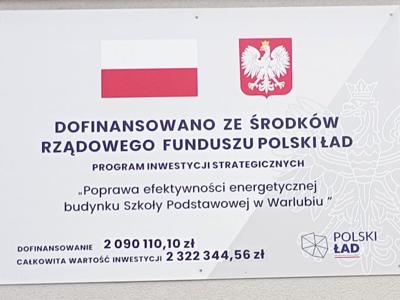 DOFINANSOWANO ZE ŚRODKÓW
RZĄDOWEGO FUNDUSZU POLSKI ŁAD
PROGRAM INWESTYCJI STRATEGICZNYCH
„Poprawa efektywności energetycznej
budynku Szkoły Podstawowej w Warlubiu ”
DOFINANSOWANIE 2 090 110,10 zł
CAŁKOWITA WARTOŚĆ INWESTYCJI 2 322 344,56 zł
POLSKI
ŁAD